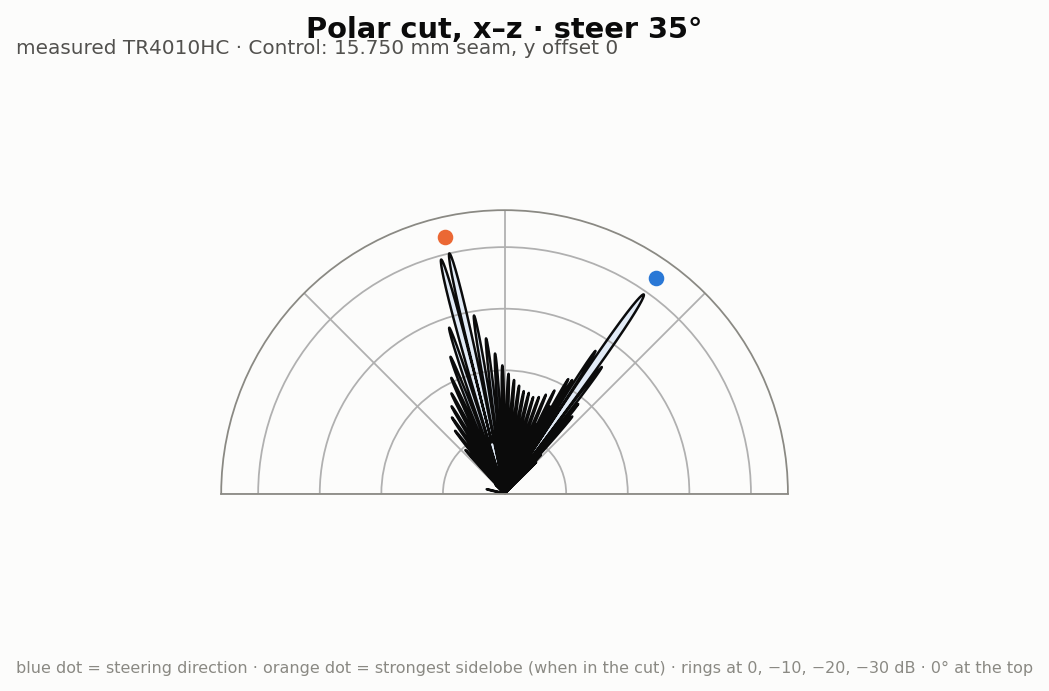 Polar cut, x–z · steer 35°
measured TR4010HC · Control: 15.750 mm seam, y offset 0
blue dot = steering direction · orange dot = strongest sidelobe (when in the cut) · rings at 0, −10, −20, −30 dB · 0° at the top